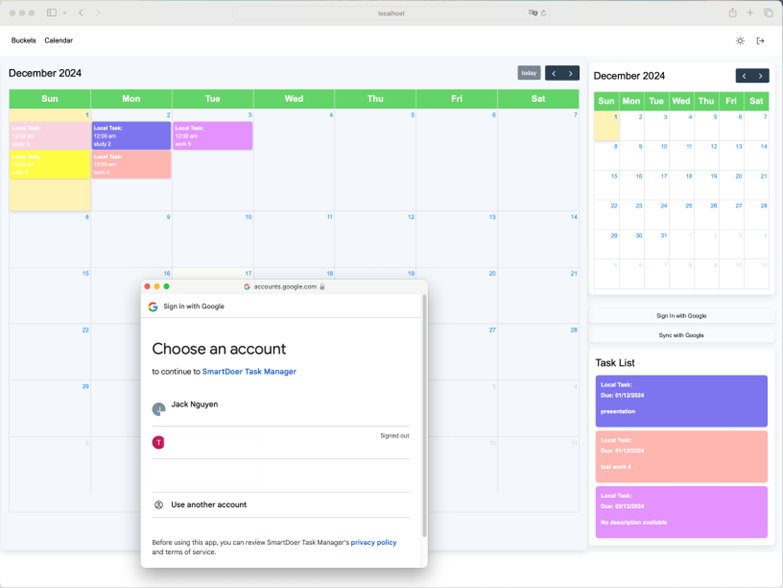 localhost
Buckets Calendar
December 2024
today
Sun Mon Tue Wed Thu Fri Sat
1 2 3 4 5 6 7
Local Task: Local Task: Local Task:
12:00 am 12:00 am 12:00 am
study study 2 work 5
Local Task: Local Task:
12:00 am 12:00 am
work work 4
8 9 10 11 12 13 14
15 16 17 18 19 20 21
22 27 28
29 3 4
5 10 11
accounts.google.com
Sign in with Google
Choose an account
to continue to SmartDoer Task Manager
Jack Nguyen
T
Signed out
Use another account
Before using this app, you can review SmartDoer Task Manager's privacy policy
and terms of service.
December 2024
Sun Mon Tue Wed Thu Fri Sat
1 2 3 4 5 6 7
8 9 10 11 12 13 14
15 16 17 18 19 20 21
22 23 24 25 26 27 28
29 30 31 1 2 3 4
5 6 7 8 9 10 11
Sign In with Google
Sync with Google
Task List
Local Task:
Due: 01/12/2024
presentation
Local Task:
Due: 01/12/2024
test work 4
Local Task:
Due: 02/12/2024
No description available